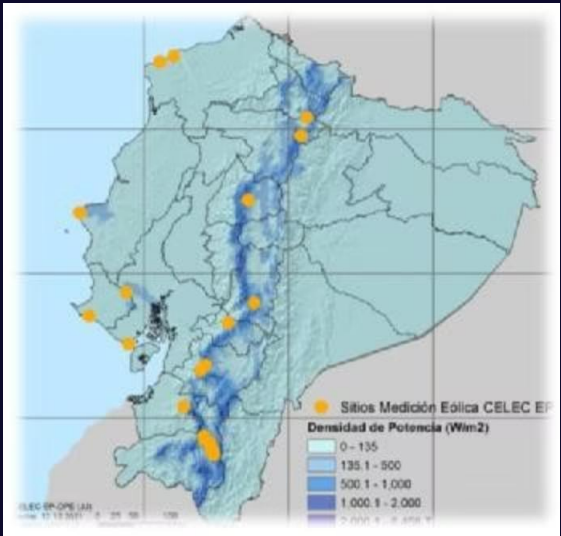 Sitios Medición Eólica CELEC EP
Densidad de Potencia (W/m2)
0 - 135
135.1 - 500
500.1 - 1,000
1,000.1 - 2,000